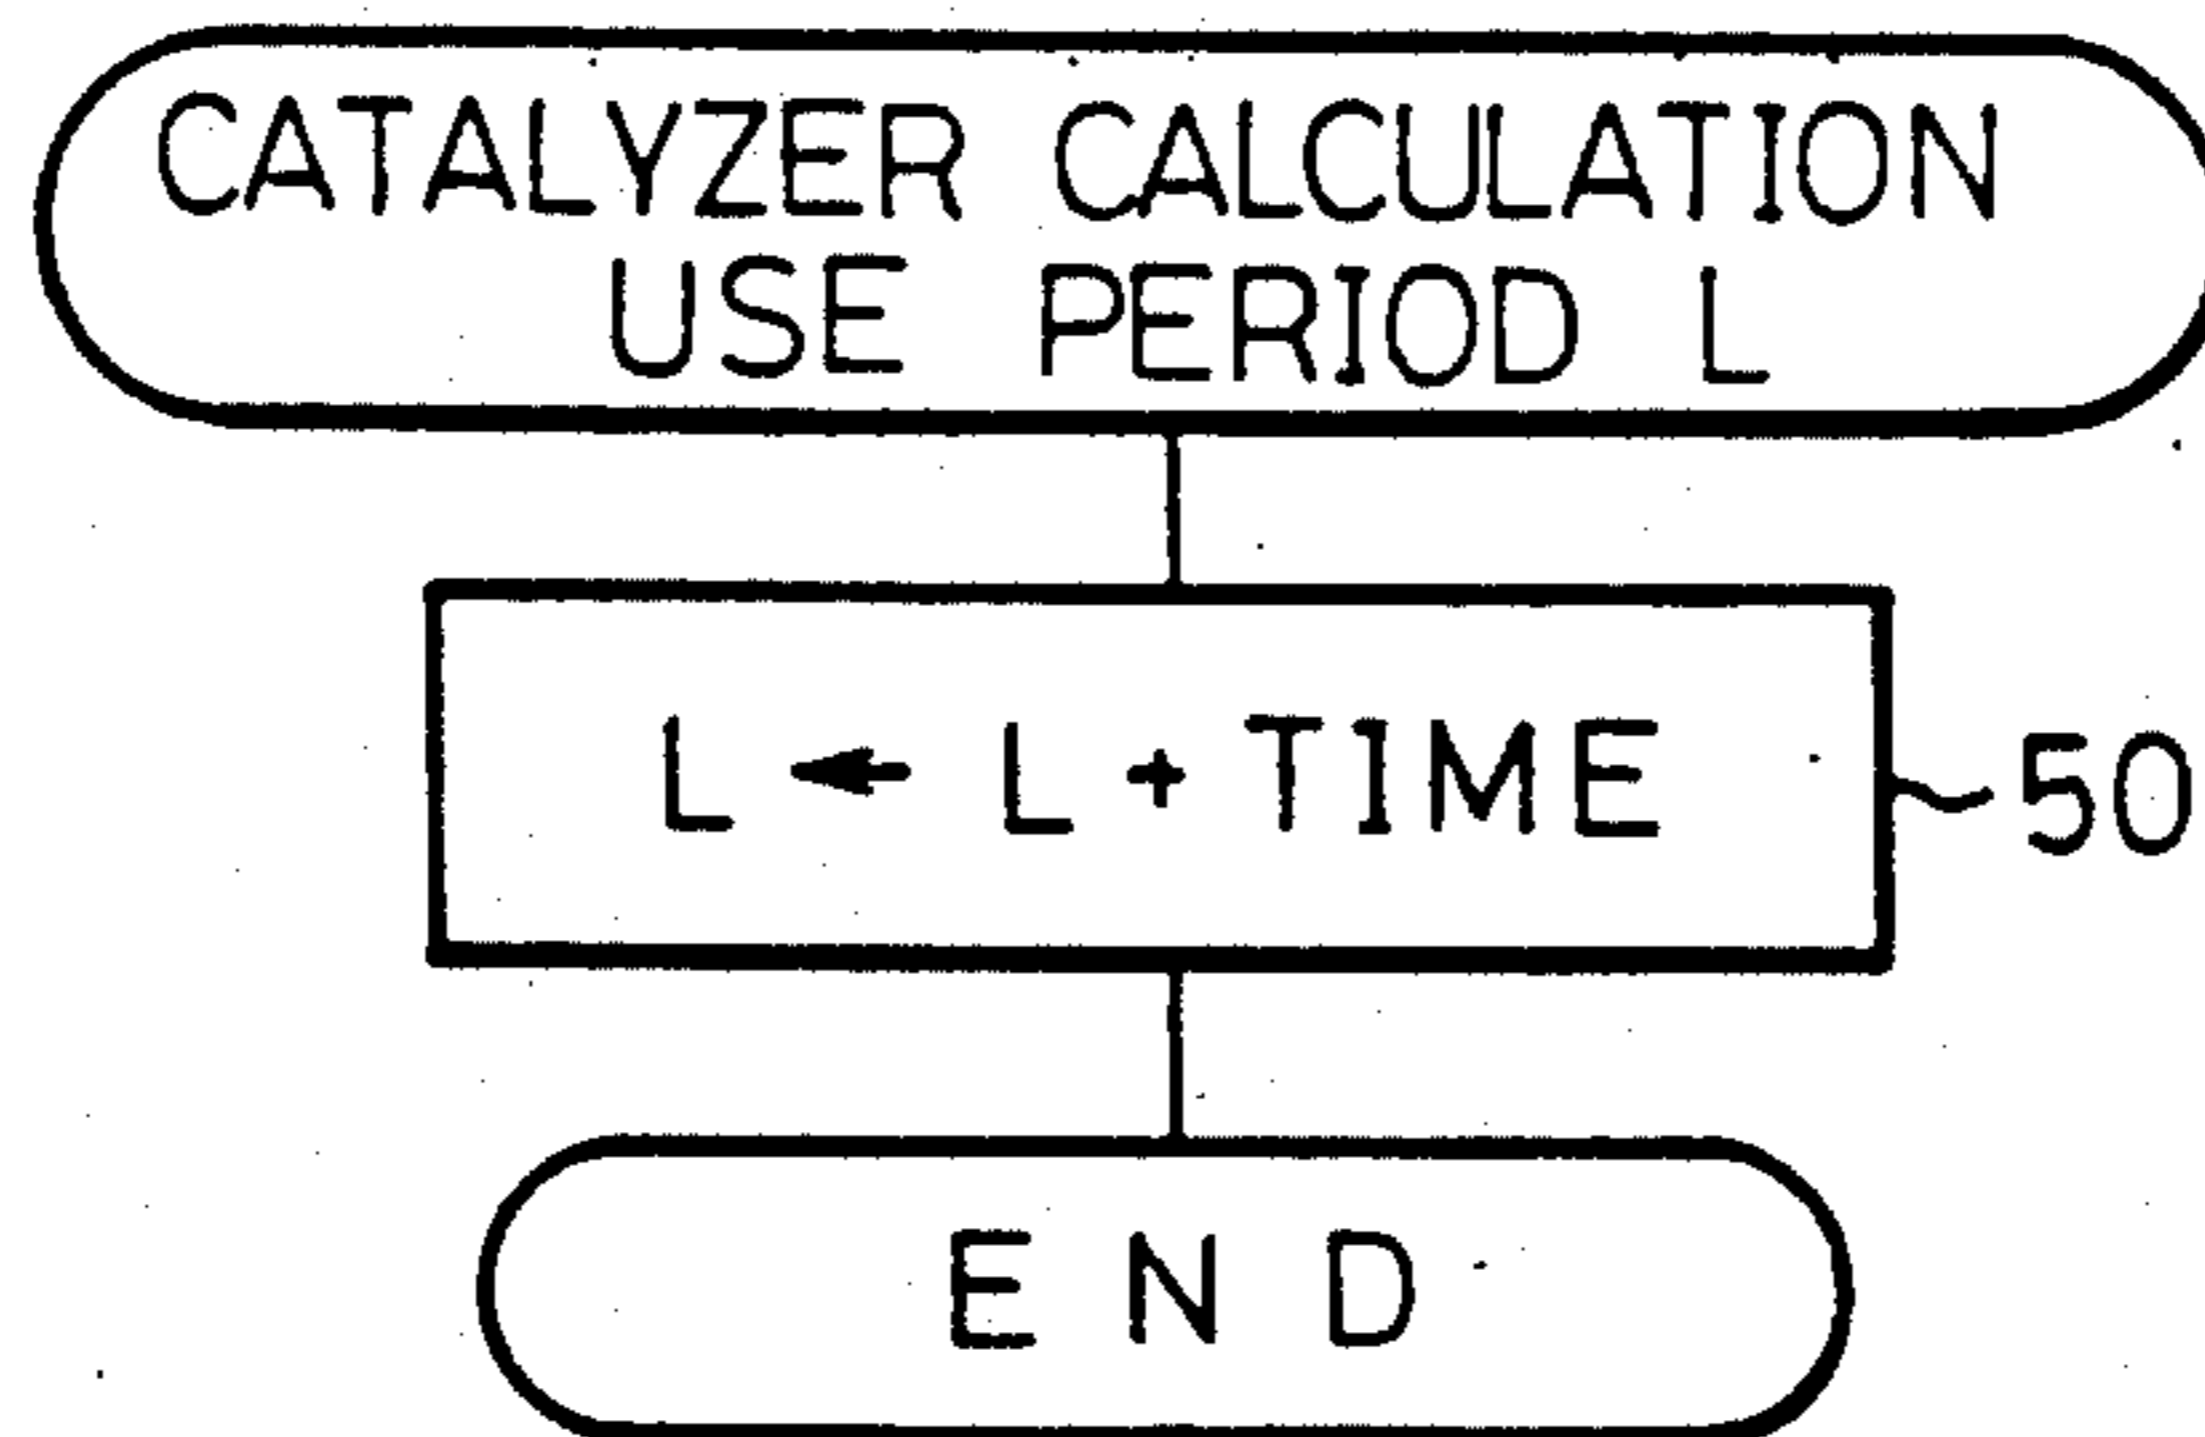 CATALYZER CALCULATION
USE PERIOD L
L ← L + TIME
50
END